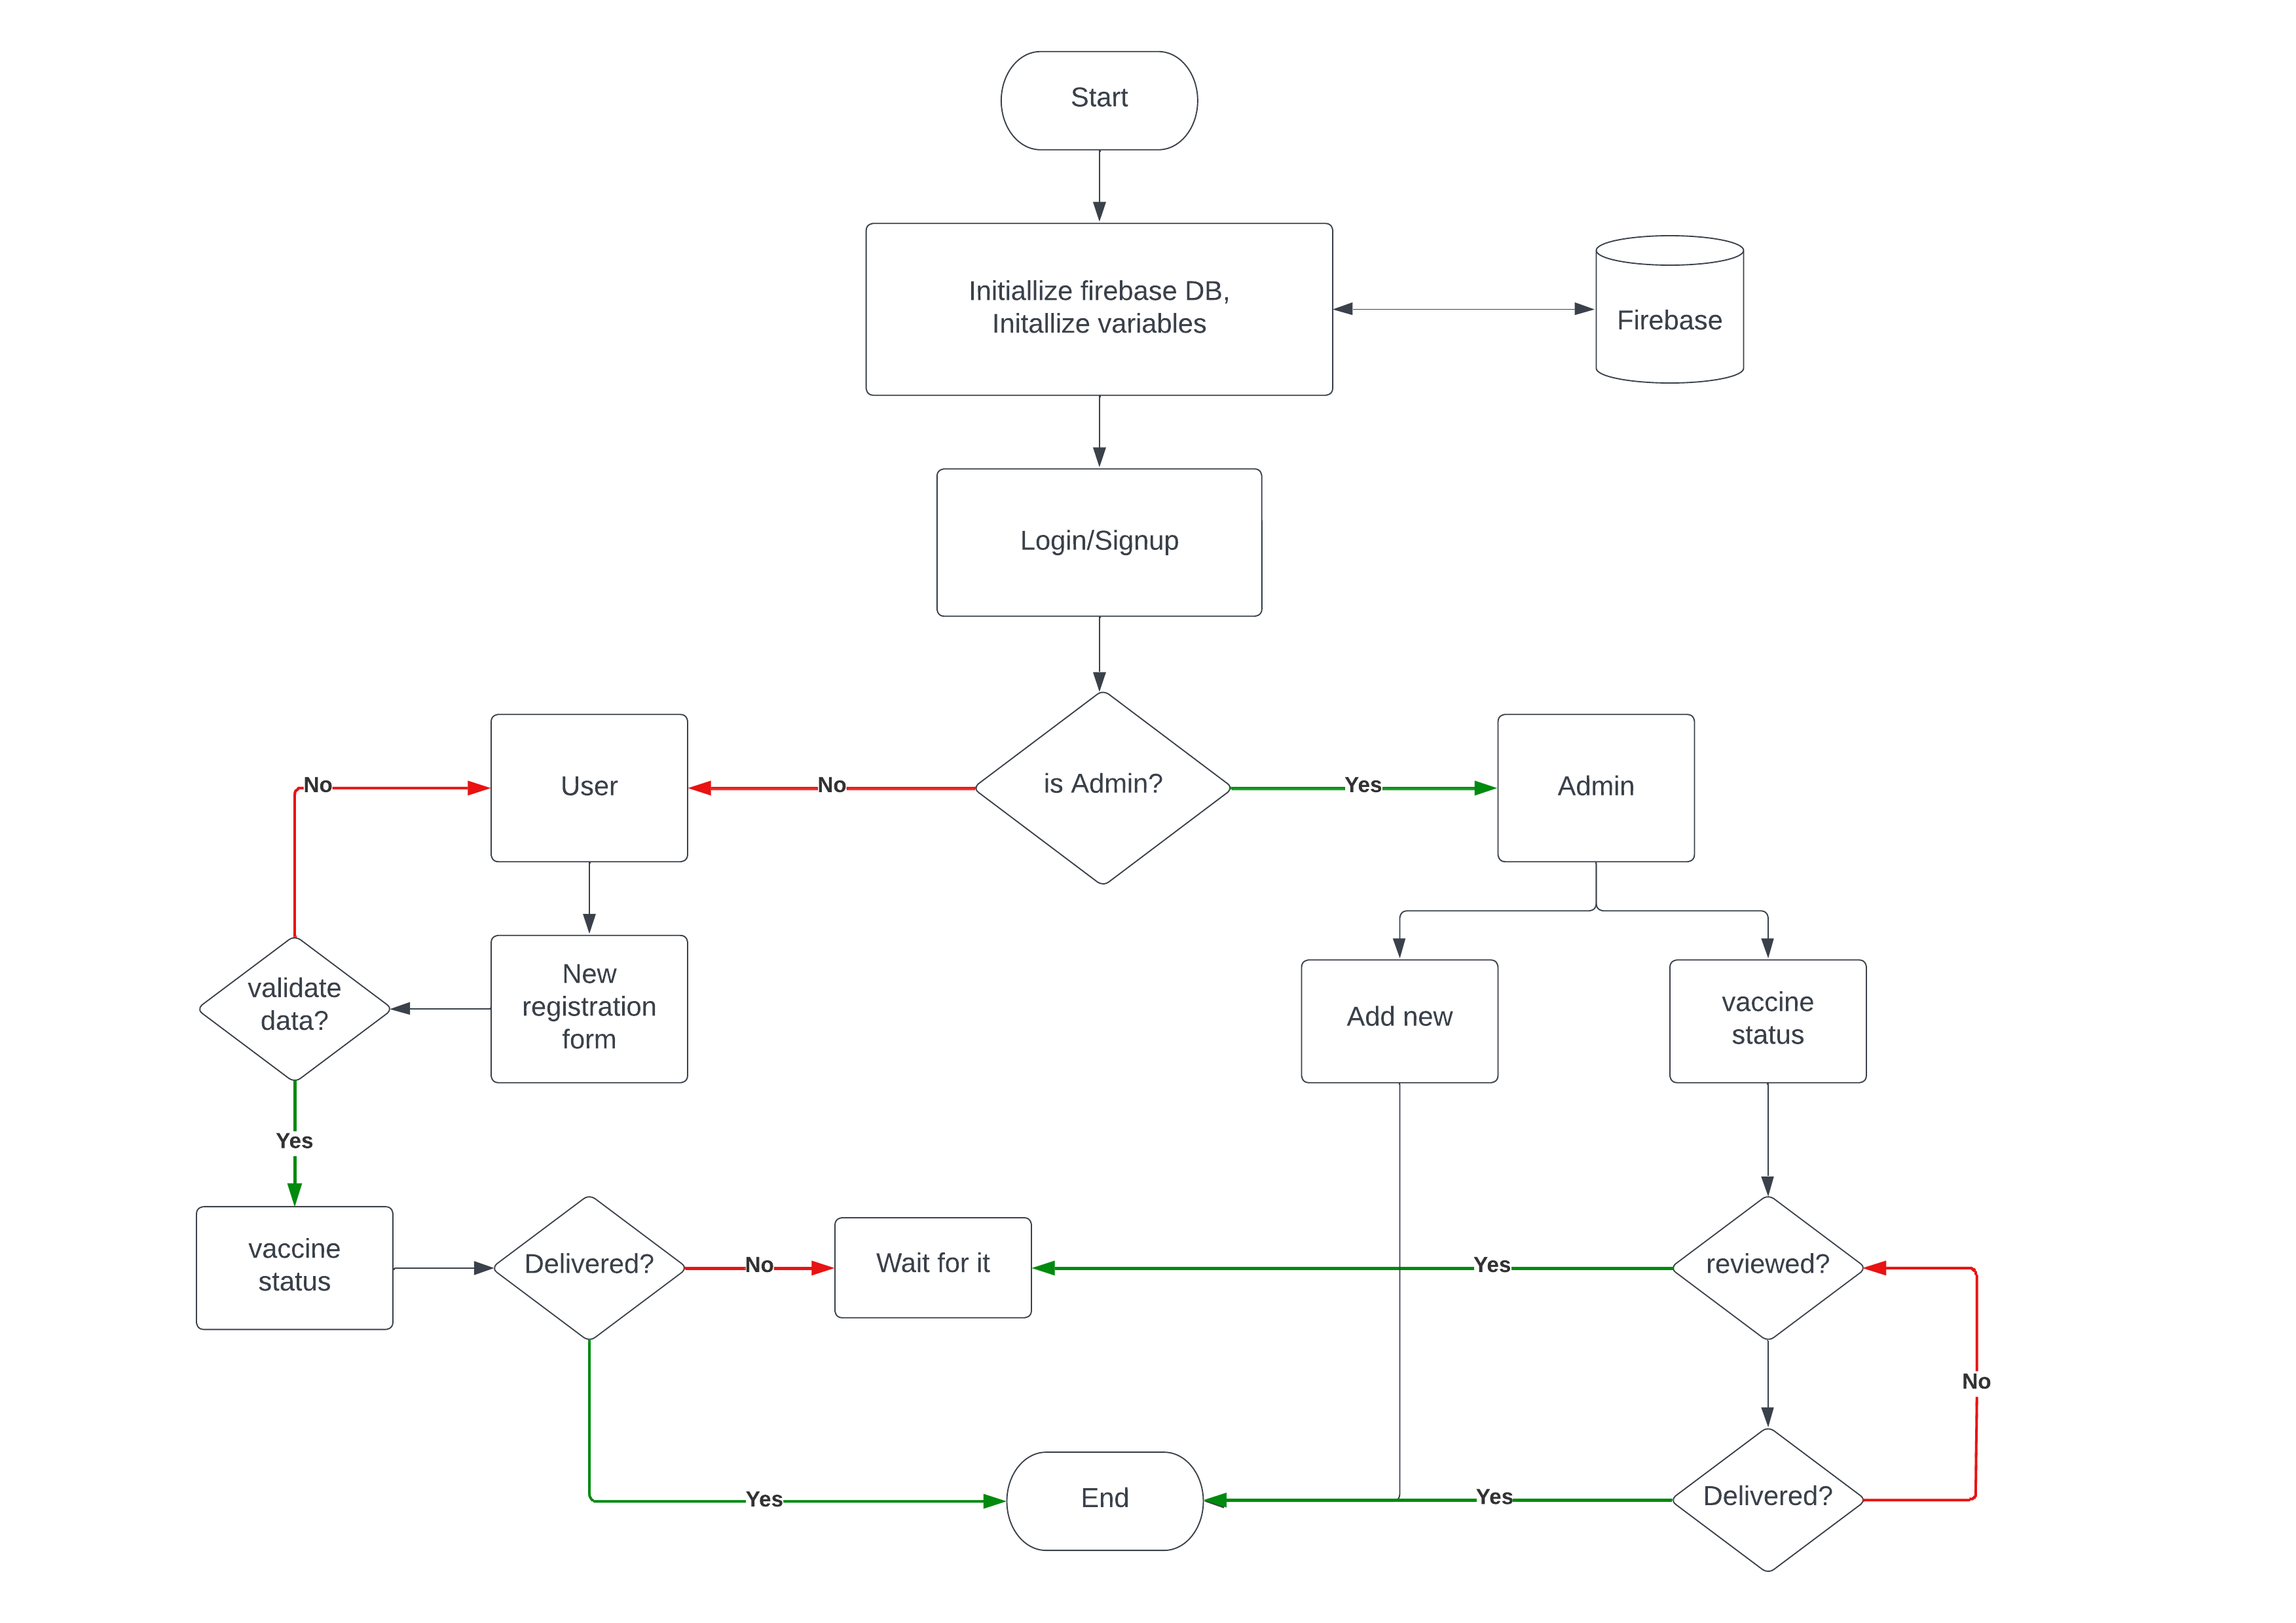 Start
Initiallize firebase DB,
Initallize variables
Firebase
Login/Signup
No
User
No
is Admin?
Yes
Admin
validate
data?
New
registration
form
Add new
vaccine
status
Yes
vaccine
status
Delivered?
No
Wait for it
Yes
reviewed?
No
Yes
End
Yes
Delivered?